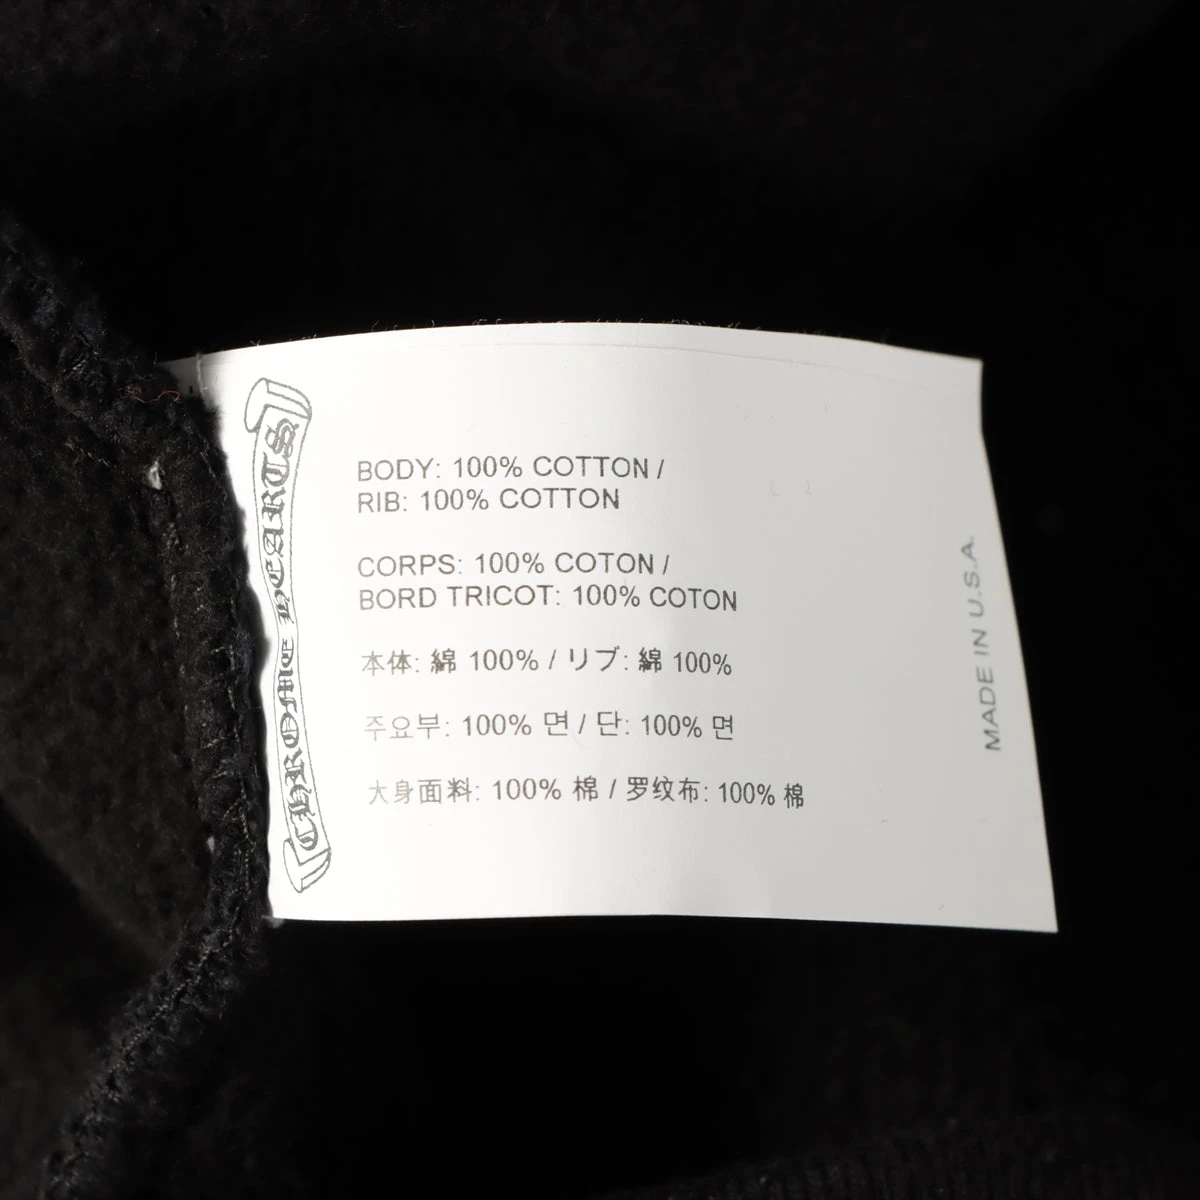 CHROME HEARTS
BODY: 100% COTTON /
RIB: 100% COTTON
CORPS: 100% COTON /
BORD TRICOT: 100% COTON
本体: 綿 100% / リブ: 綿 100%
주요부: 100% 면 / 단: 100% 면
大身面料: 100% 棉 / 罗纹布: 100% 棉
MADE IN U.S.A.